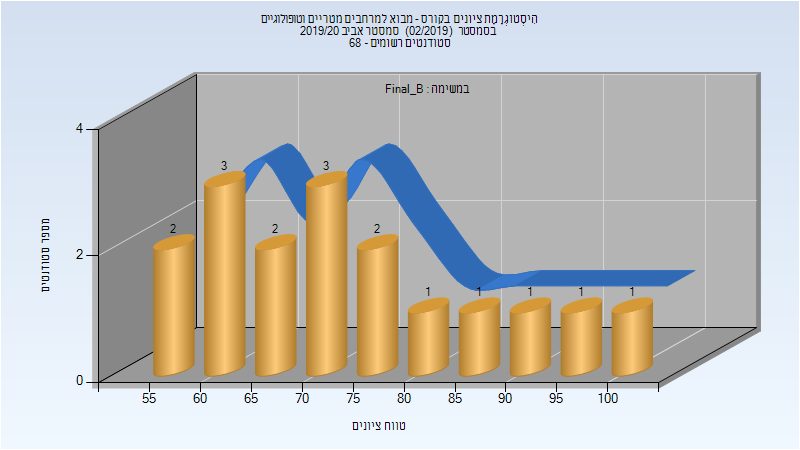 הִיסְטוֹגְרָמַת ציונים בקורס - מבוא למרחבים מטריים וטופולוגיים
בסמסטר (02/2019) סמסטר אביב 2019/20
סטודנטים רשומים - 68
במשימה : Final_B
מספר סטודנטים
4
2
0
2
3
2
3
2
1
1
1
1
1
55 60 65 70 75 80 85 90 95 100
טווח ציונים